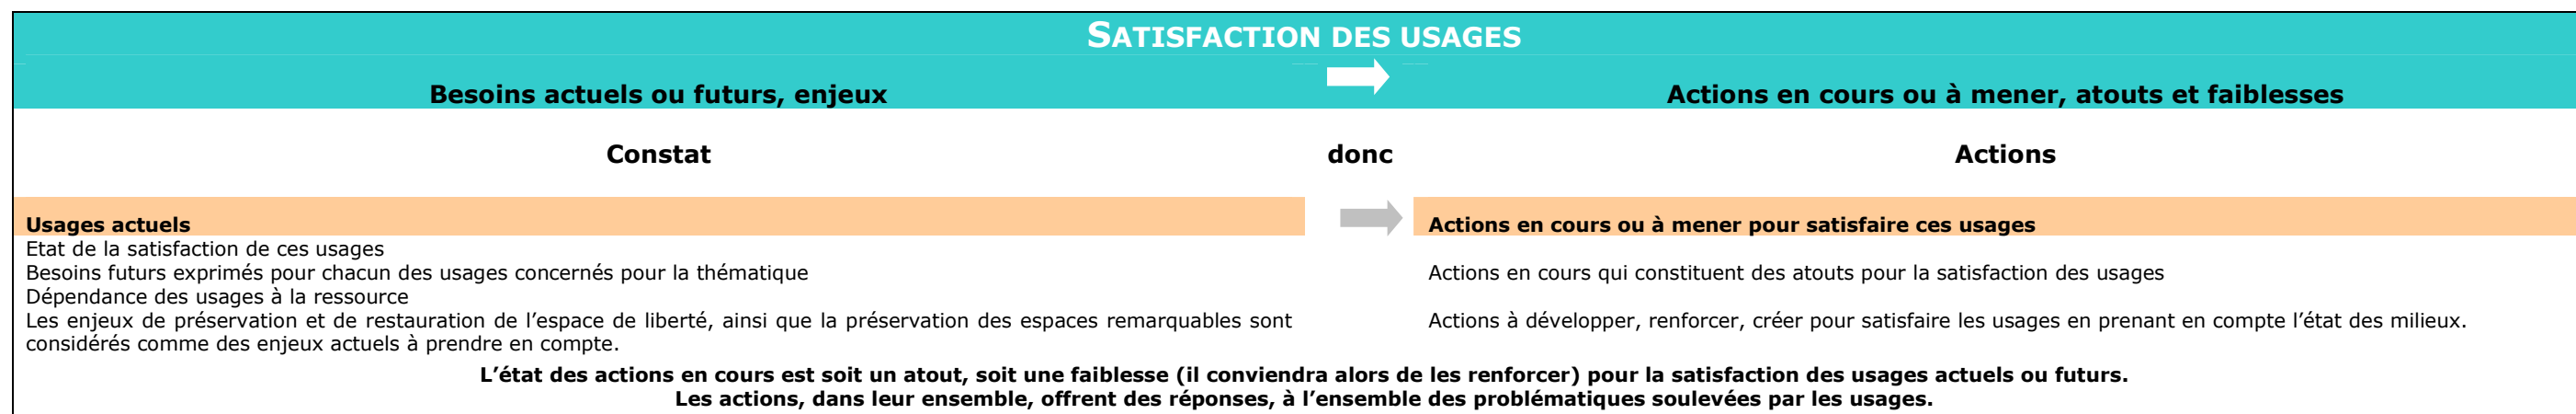 SATISFACTION DES USAGES
Besoins actuels ou futurs, enjeux
Actions en cours ou à mener, atouts et faiblesses
Constat
donc
Actions
Usages actuels
Etat de la satisfaction de ces usages
Besoins futurs exprimés pour chacun des usages concernés pour la thématique
Dépendance des usages à la ressource
Les enjeux de préservation et de restauration de l’espace de liberté, ainsi que la préservation des espaces remarquables sont
considérés comme des enjeux actuels à prendre en compte.
Actions en cours ou à mener pour satisfaire ces usages
Actions en cours qui constituent des atouts pour la satisfaction des usages
Actions à développer, renforcer, créer pour satisfaire les usages en prenant en compte l’état des milieux.
L’état des actions en cours est soit un atout, soit une faiblesse (il conviendra alors de les renforcer) pour la satisfaction des usages actuels ou futurs.
Les actions, dans leur ensemble, offrent des réponses, à l’ensemble des problématiques soulevées par les usages.